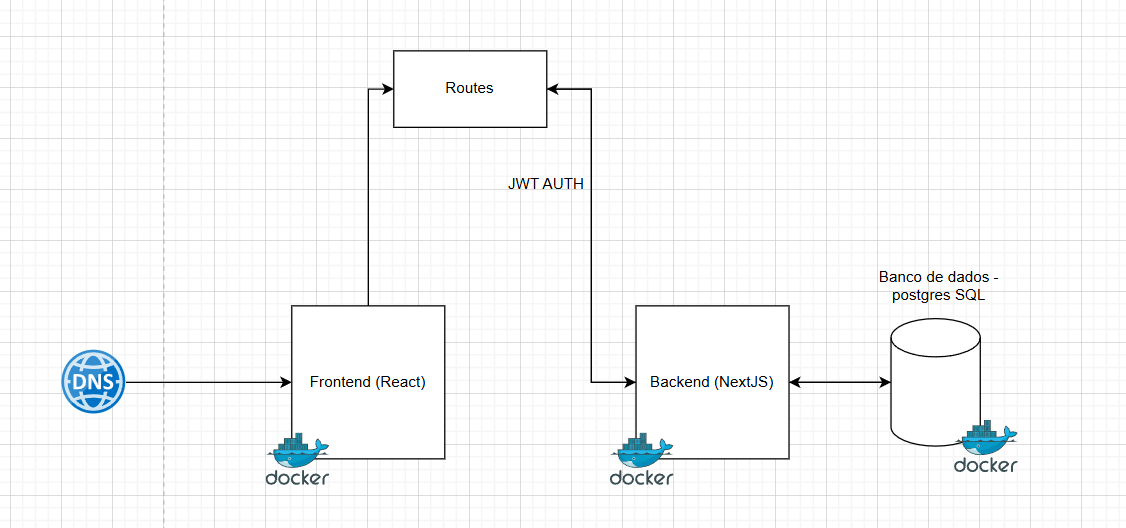 Routes
JWT AUTH
Banco de dados -
postgres SQL
DNS
Frontend (React)
Backend (NextJS)
docker
docker
docker